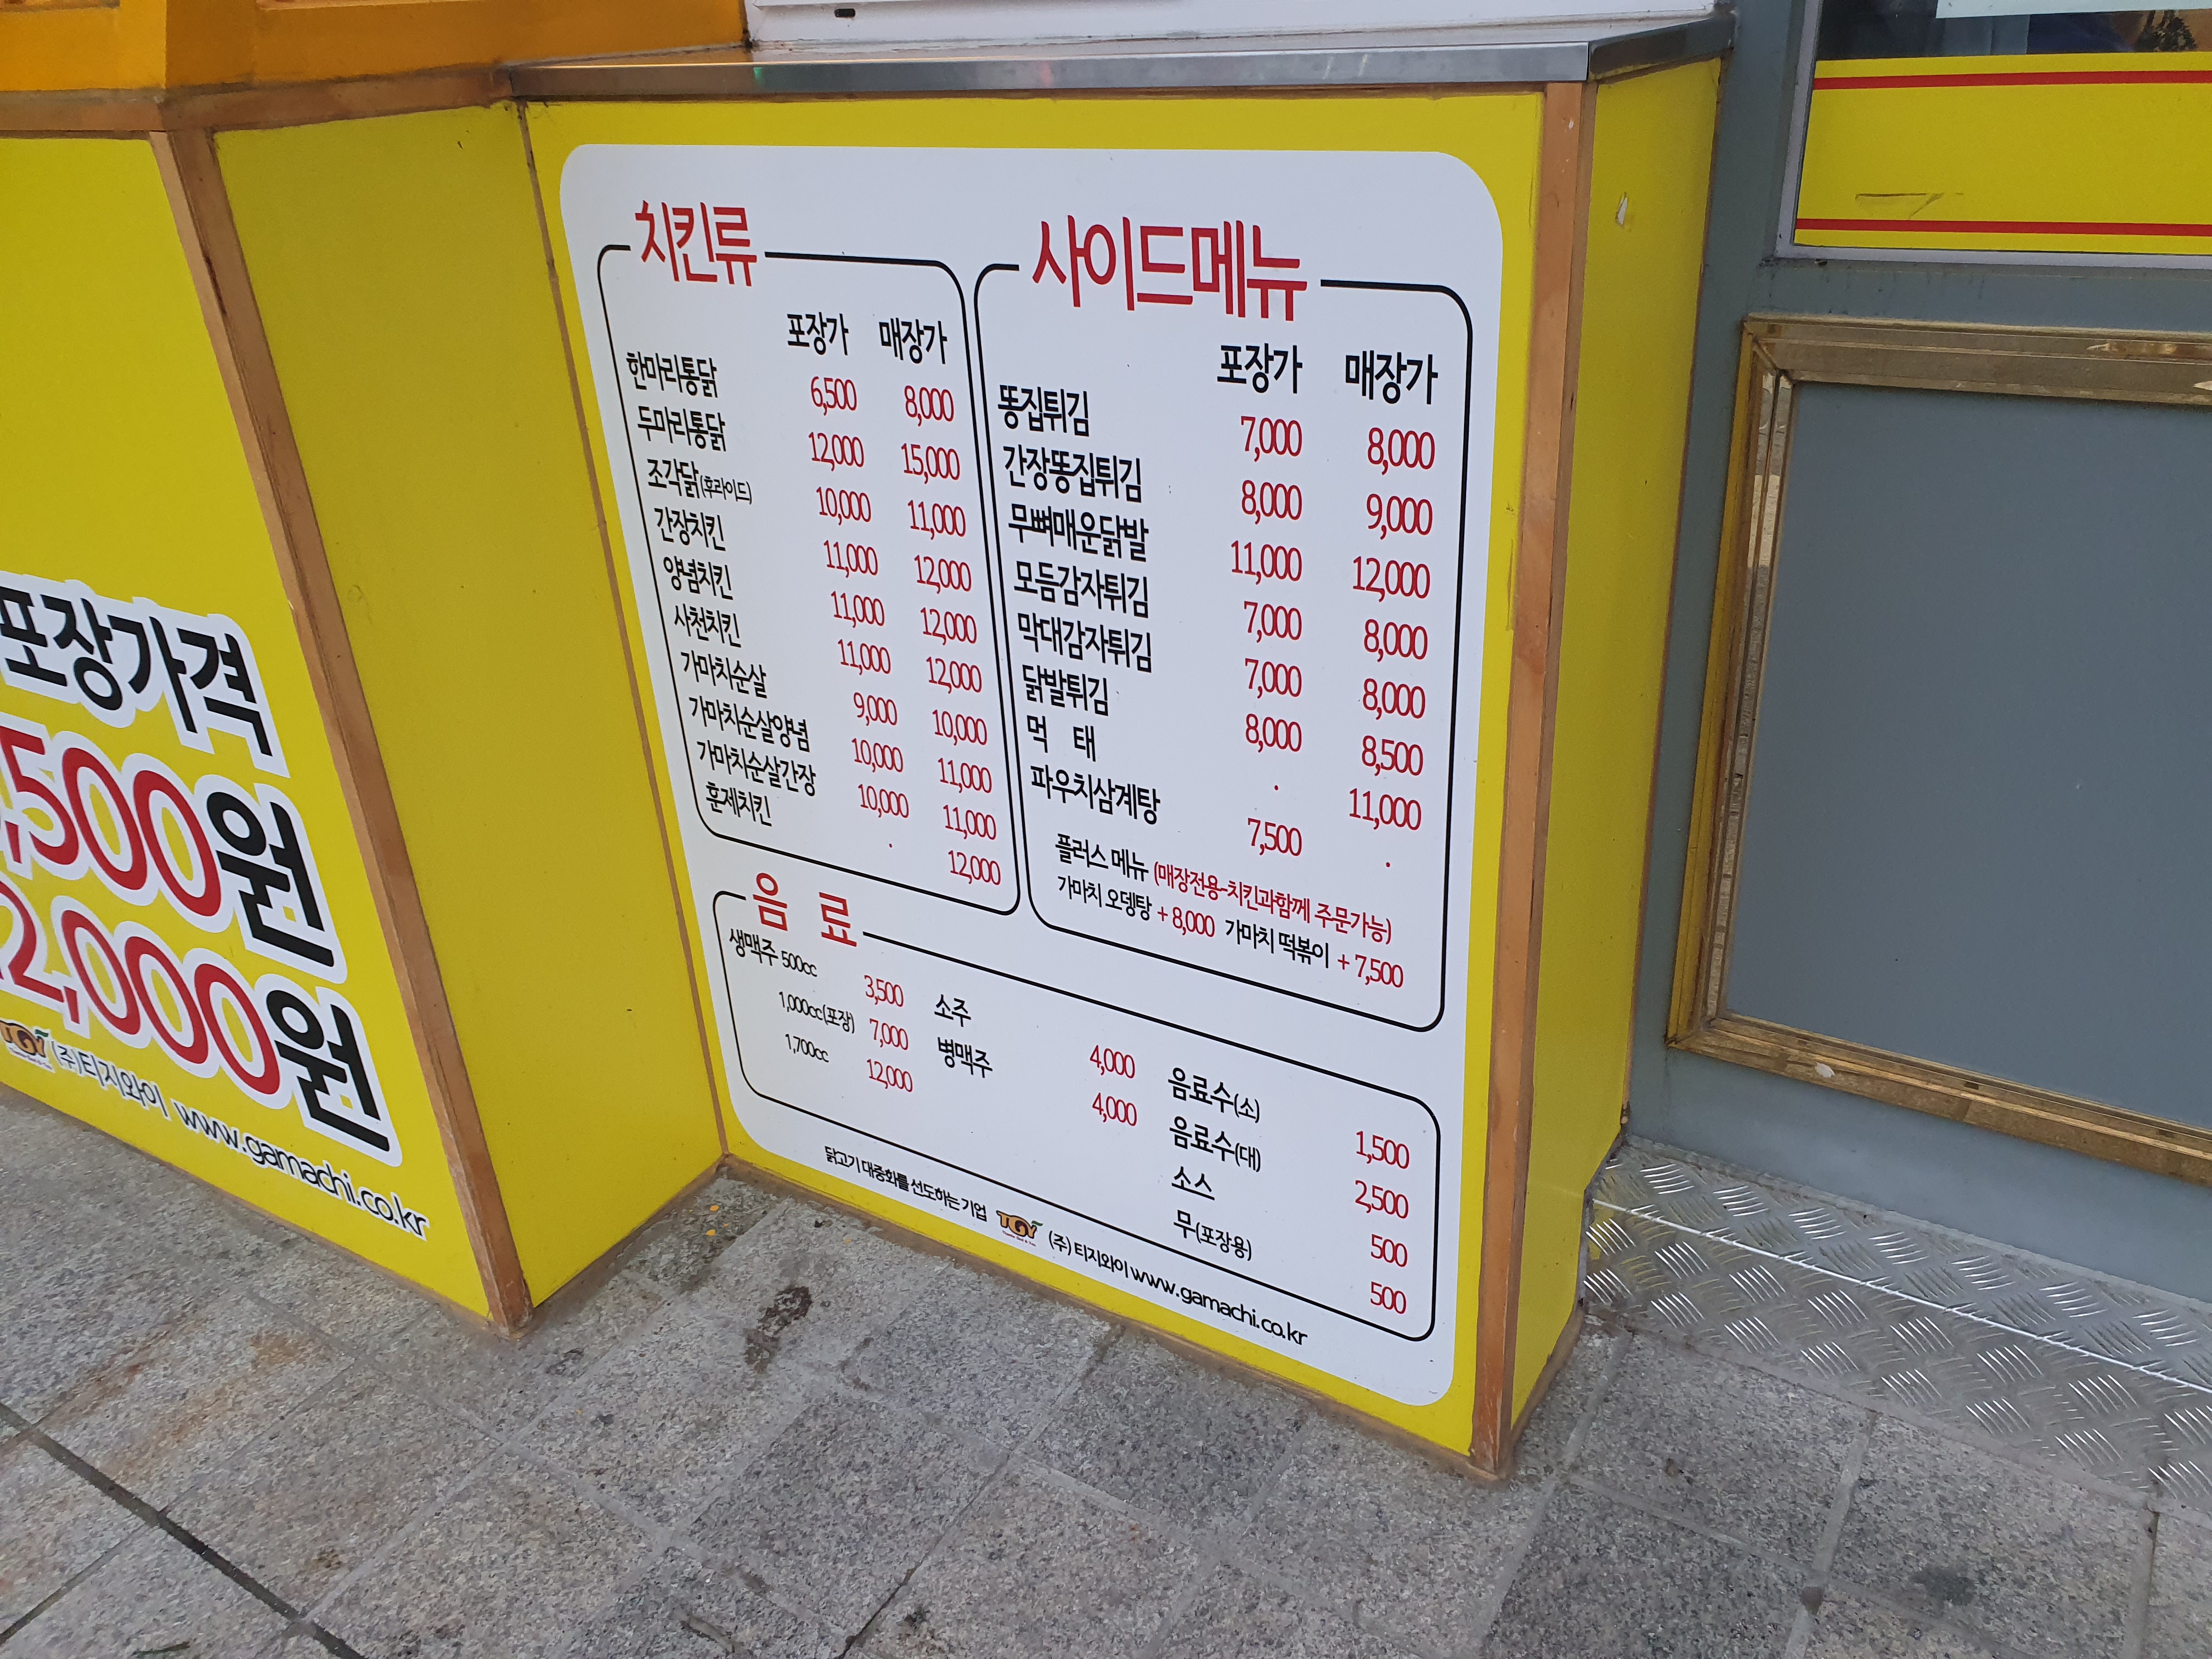 포장가격
,500원
12,000원
TGY (주)티지와이 www.gamachi.co.kr
치킨류
포장가 매장가
한마리통닭 6,500 8,000
두마리통닭 12,000 15,000
조각닭(후라이드) 10,000 11,000
간장치킨 11,000 12,000
양념치킨 11,000 12,000
사천치킨 11,000 12,000
가마치순살 9,000 10,000
가마치순살양념 10,000 11,000
가마치순살간장 10,000 11,000
훈제치킨 . 12,000
사이드메뉴
포장가 매장가
똥집튀김 7,000 8,000
간장똥집튀김 8,000 9,000
무뼈매운닭발 11,000 12,000
모듬감자튀김 7,000 8,000
막대감자튀김 7,000 8,000
닭발튀김 8,000 8,500
먹 태 . 11,000
파우치삼계탕 7,500 .
플러스 메뉴 (매장전용-치킨과함께 주문가능)
가마치 오뎅탕 + 8,000 가마치 떡볶이 + 7,500
음 료
생맥주 500cc 3,500
1,000cc(포장) 7,000
1,700cc 12,000
소주 4,000
병맥주 4,000
음료수(소) 1,500
음료수(대) 2,500
소스 500
무(포장용) 500
닭고기 대중화를 선도하는 기업 TGY (주) 티지와이 www.gamachi.co.kr